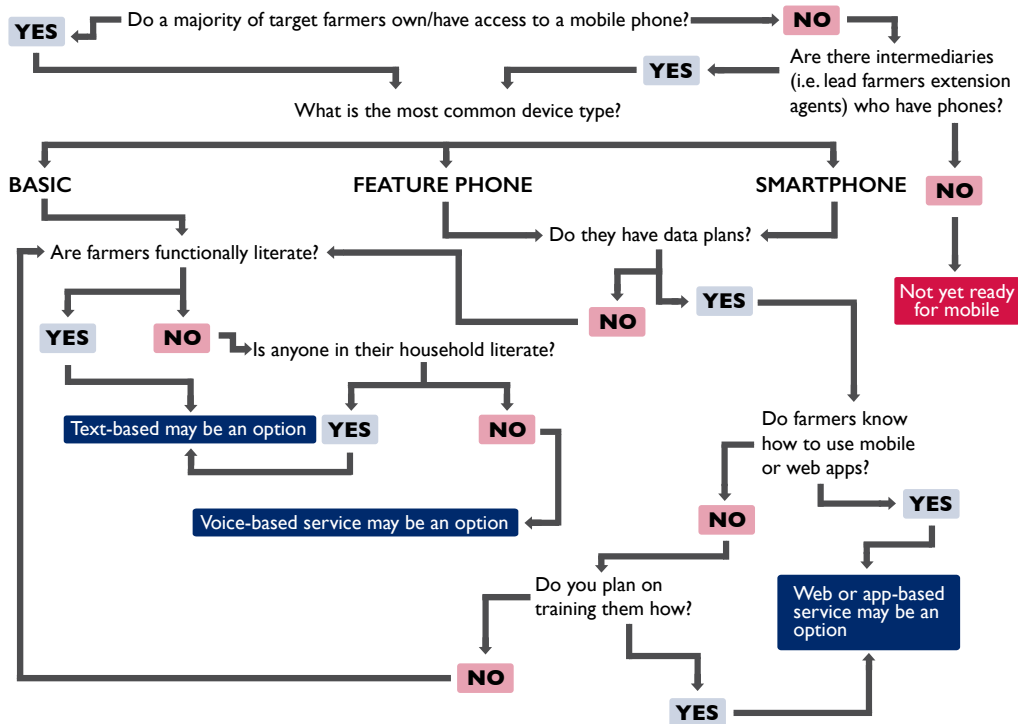 Do a majority of target farmers own/have access to a mobile phone?
YES
NO
Are there intermediaries
(i.e. lead farmers extension
agents) who have phones?
YES
What is the most common device type?
NO
BASIC
FEATURE PHONE
SMARTPHONE
Not yet ready
for mobile
Are farmers functionally literate?
Do they have data plans?
YES
NO
NO
YES
Is anyone in their household literate?
Text-based may be an option
YES
NO
Voice-based service may be an option
Do farmers know
how to use mobile
or web apps?
NO
YES
Do you plan on
training them how?
Web or app-based
service may be an
option
NO
YES